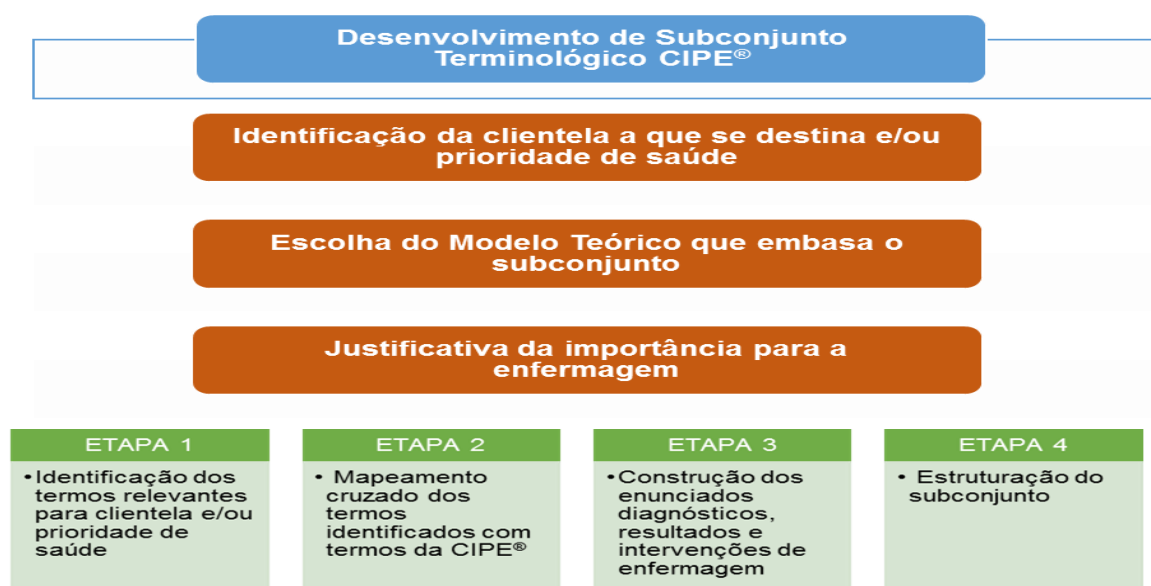 Desenvolvimento de Subconjunto
Terminológico CIPE®
Identificação da clientela a que se destina e/ou
prioridade de saúde
Escolha do Modelo Teórico que embasa o
subconjunto
Justificativa da importância para a
enfermagem
ETAPA 1
•Identificação dos
termos relevantes
para clientela e/ou
prioridade de
saúde
ETAPA 2
• Mapeamento
cruzado dos
termos
identificados com
termos da CIPE®
ETAPA 3
•Construção dos
enunciados
diagnósticos,
resultados e
intervenções de
enfermagem
ETAPA 4
• Estruturação do
subconjunto